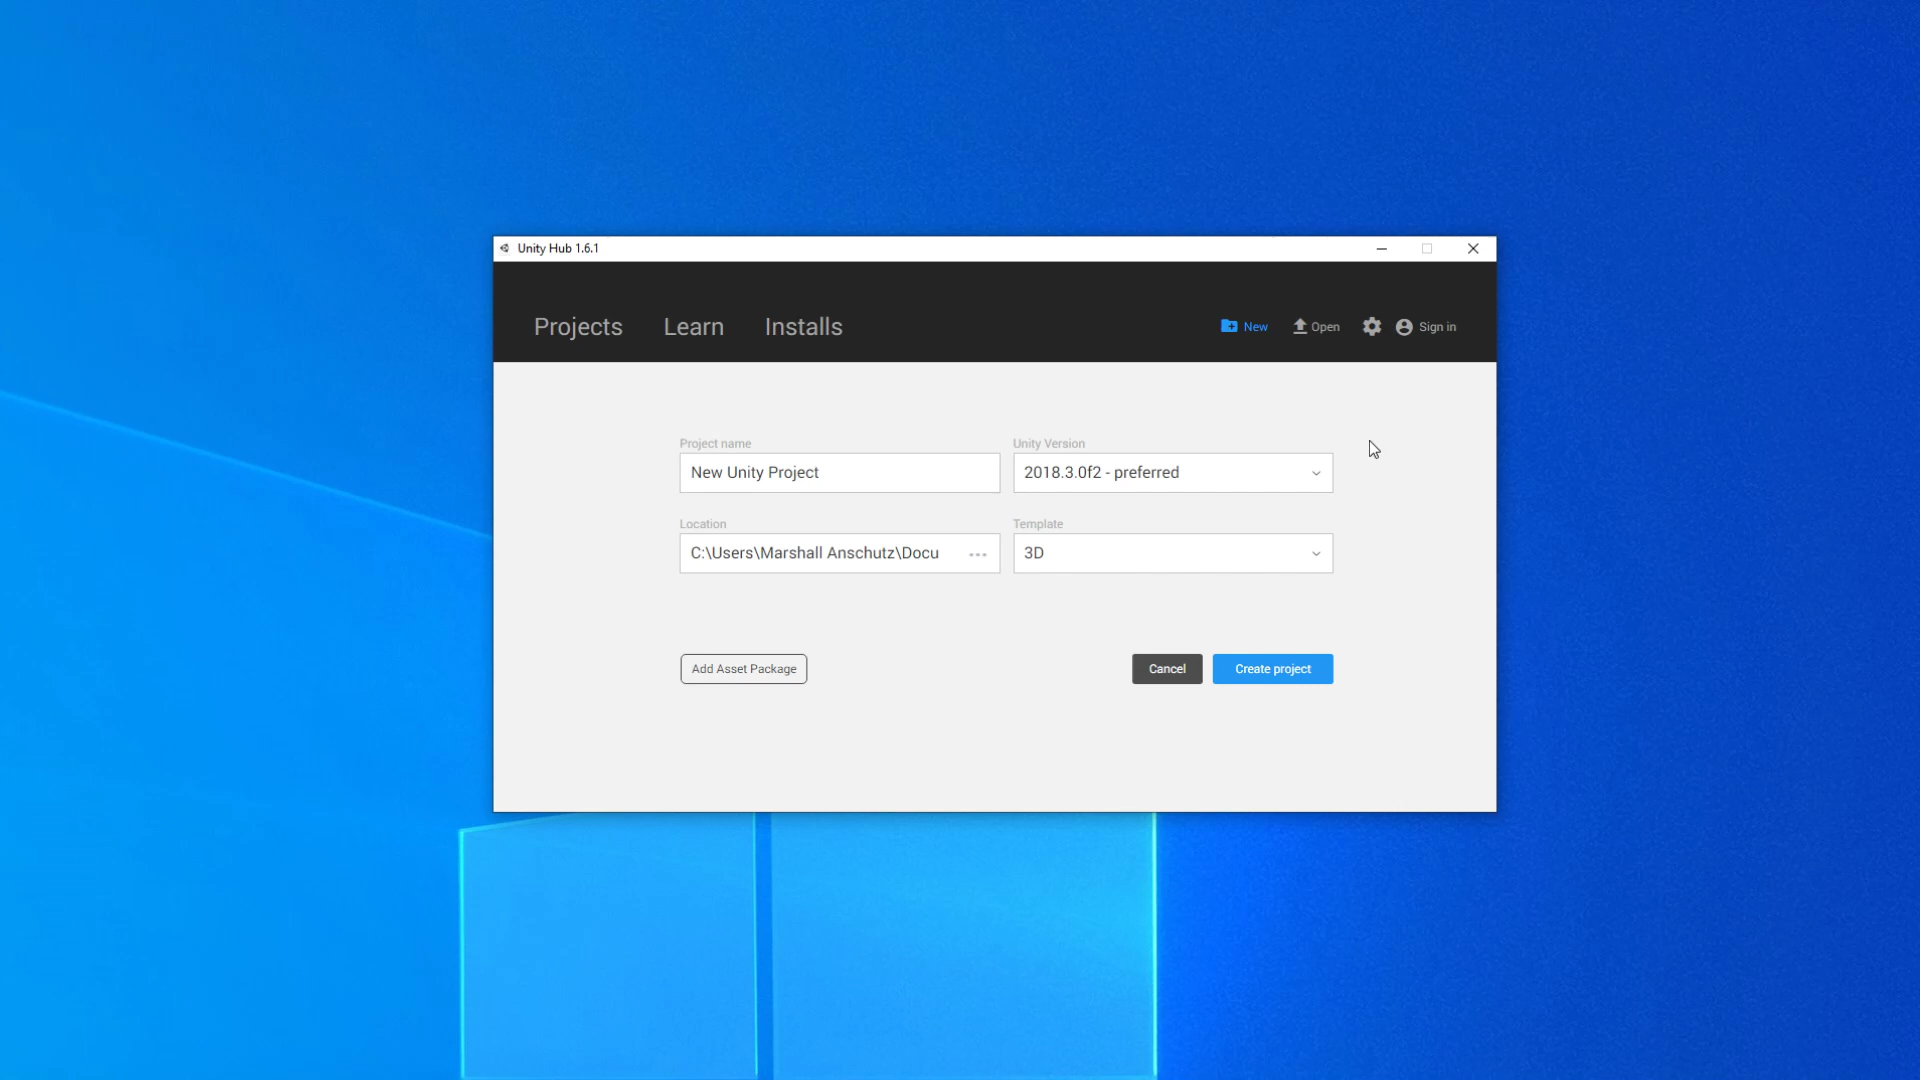 Unity Hub 1.6.1
Projects Learn Installs New Open Sign in
Project name Unity Version
New Unity Project 2018.3.0f2 - preferred
Location Template
C:\Users\Marshall Anschutz\Docu ... 3D
Add Asset Package Cancel Create project